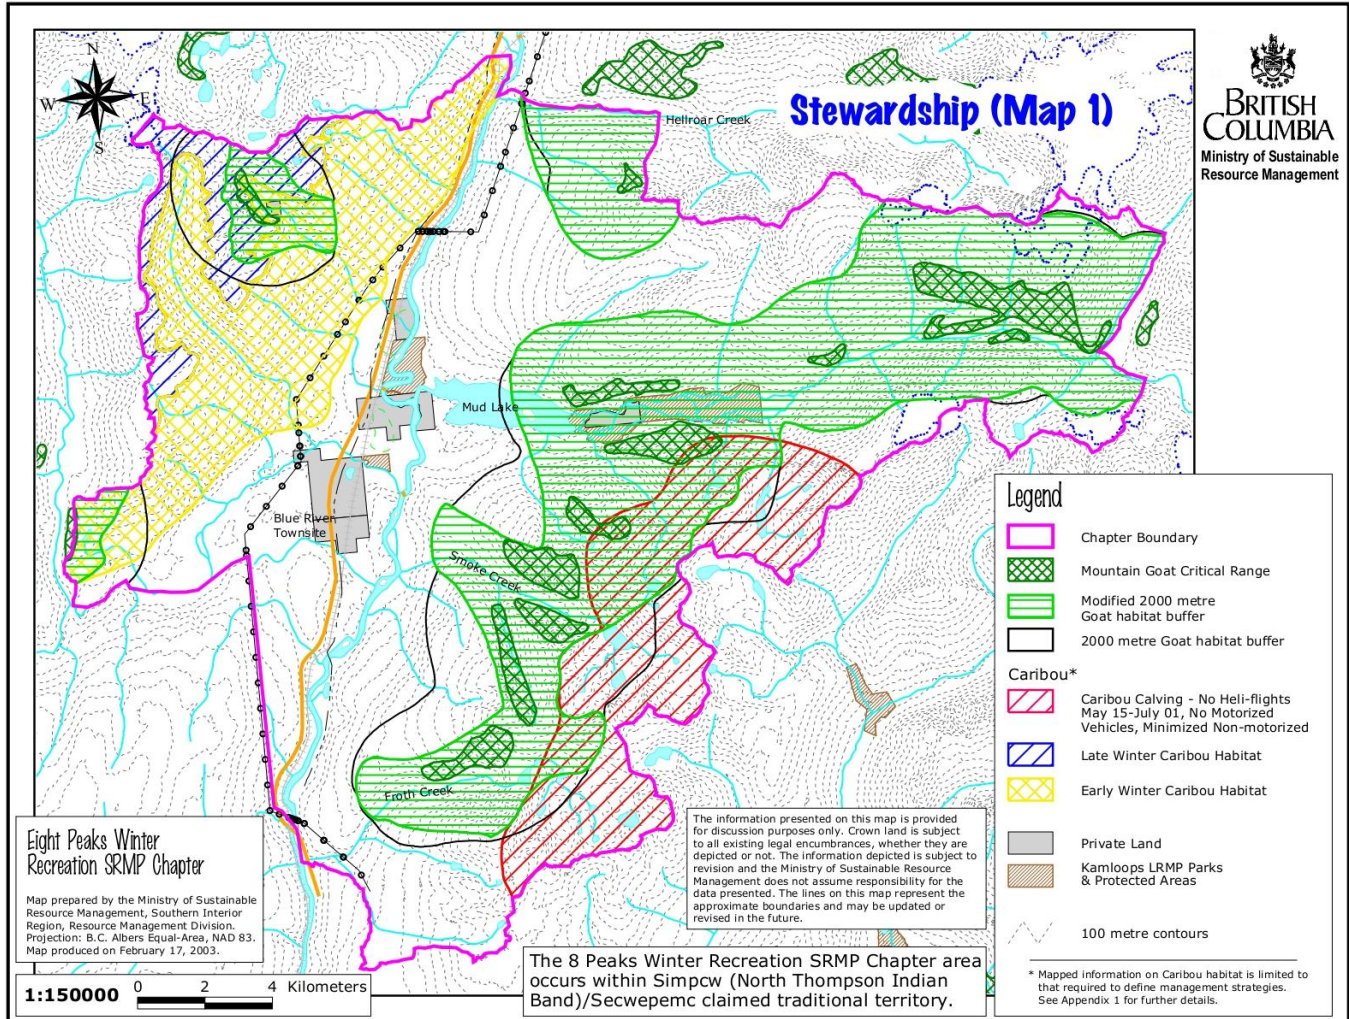 N
W
E
S
Stewardship (Map 1)
BRITISH
COLUMBIA
Ministry of Sustainable
Resource Management
Hellroar Creek
Mud Lake
Blue River
Townsite
Smoke Creek
Froth Creek
Legend
Chapter Boundary
Mountain Goat Critical Range
Modified 2000 metre
Goat habitat buffer
2000 metre Goat habitat buffer
Caribou*
Caribou Calving - No Heli-flights
May 15-July 01, No Motorized
Vehicles, Minimized Non-motorized
Late Winter Caribou Habitat
Early Winter Caribou Habitat
Private Land
Kamloops LRMP Parks
& Protected Areas
100 metre contours
* Mapped information on Caribou habitat is limited to
that required to define management strategies.
See Appendix 1 for further details.
The information presented on this map is provided
for discussion purposes only. Crown land is subject
to all existing legal encumbrances, whether they are
depicted or not. The information depicted is subject to
revision and the Ministry of Sustainable Resource
Management does not assume responsibility for the
data presented. The lines on this map represent the
approximate boundaries and may be updated or
revised in the future.
Eight Peaks Winter
Recreation SRMP Chapter
Map prepared by the Ministry of Sustainable
Resource Management, Southern Interior
Region, Resource Management Division.
Projection: B.C. Albers Equal-Area, NAD 83.
Map produced on February 17, 2003.
1:150000
0 2 4 Kilometers
The 8 Peaks Winter Recreation SRMP Chapter area
occurs within Simpcw (North Thompson Indian
Band)/Secwepemc claimed traditional territory.